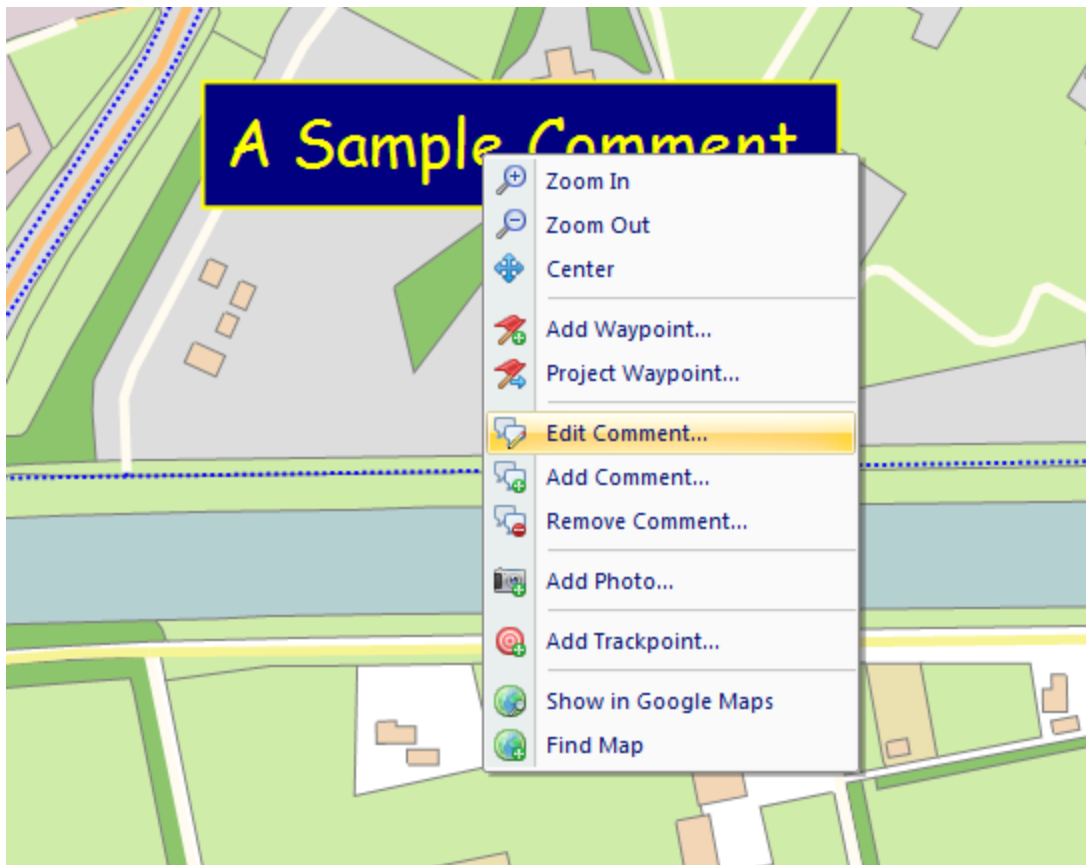 A Sample Comment
Zoom In
Zoom Out
Center
Add Waypoint...
Project Waypoint...
Edit Comment...
Add Comment...
Remove Comment...
Add Photo...
Add Trackpoint...
Show in Google Maps
Find Map